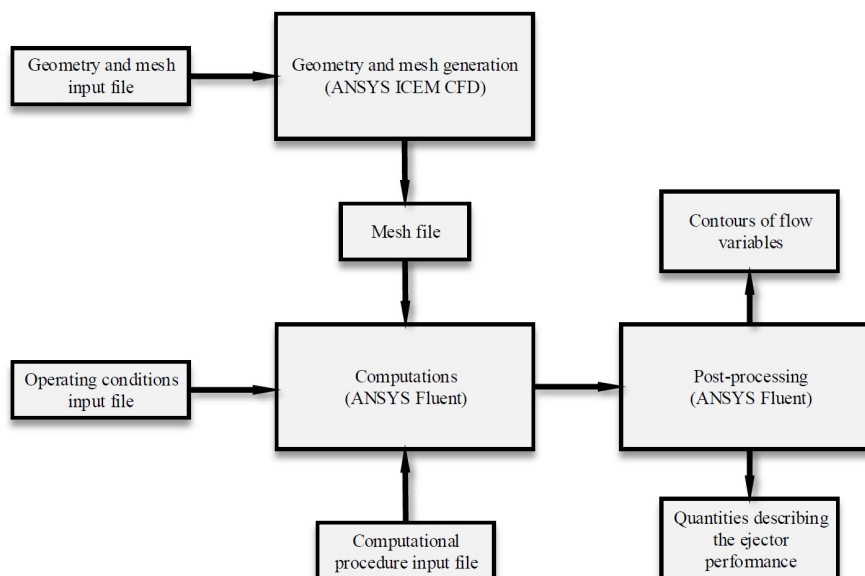 Geometry and mesh
input file
Geometry and mesh generation
(ANSYS ICEM CFD)
Mesh file
Contours of flow
variables
Operating conditions
input file
Computations
(ANSYS Fluent)
Post-processing
(ANSYS Fluent)
Computational
procedure input file
Quantities describing
the ejector
performance